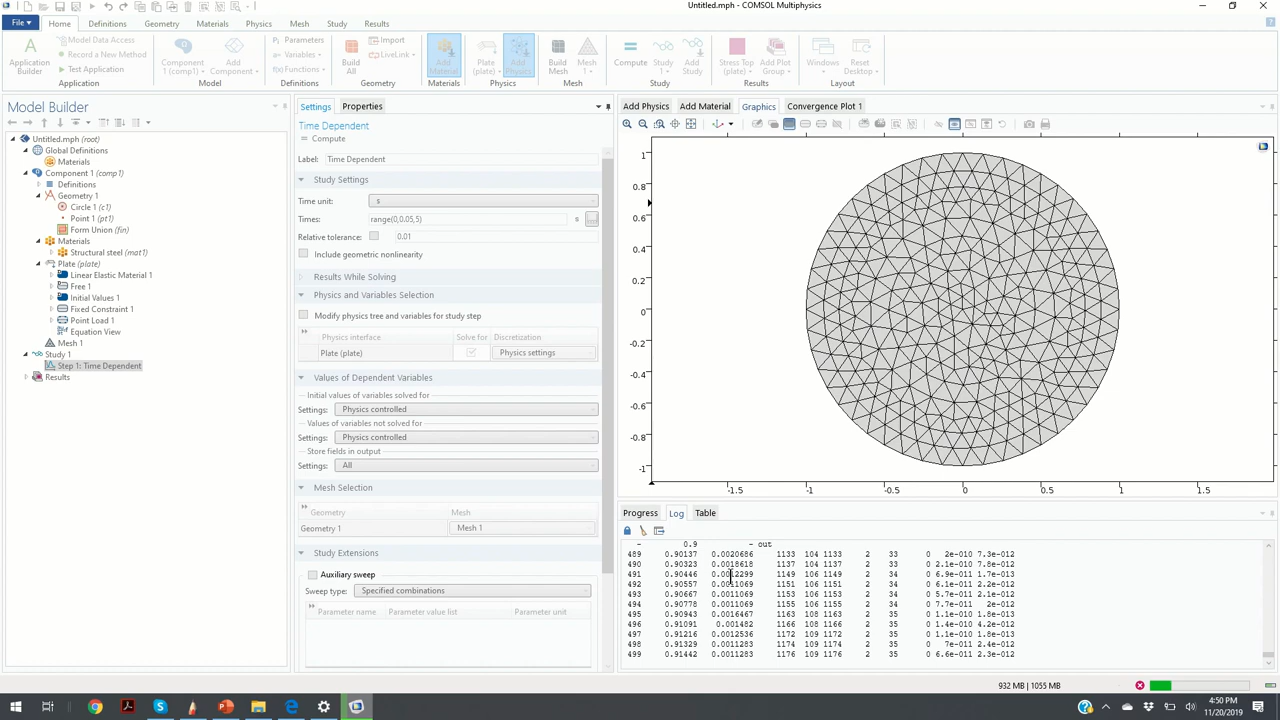 Untitled.mph - COMSOL Multiphysics
File
Home
Definitions
Geometry
Materials
Physics
Mesh
Study
Results
Application Builder
Model Data Access
Record a New Method
Test Application
Application
Component 1 (comp1)
Add Component
Model
Parameters
Variables
Functions
Definitions
Build All
Import
LiveLink
Geometry
Add Material
Materials
Plate (plate)
Add Physics
Physics
Build Mesh
Mesh 1
Mesh
Compute
Study 1
Add Study
Study
Stress Top (plate)
Add Plot Group
Results
Windows
Reset Desktop
Layout
Model Builder
Untitled.mph (root)
Global Definitions
Materials
Component 1 (comp1)
Definitions
Geometry 1
Circle 1 (c1)
Point 1 (pt1)
Form Union (fin)
Materials
Structural steel (mat1)
Plate (plate)
Linear Elastic Material 1
Free 1
Initial Values 1
Fixed Constraint 1
Point Load 1
Equation View
Mesh 1
Study 1
Step 1: Time Dependent
Results
Settings
Properties
Time Dependent
= Compute
Label: Time Dependent
Study Settings
Time unit: s
Times: range(0,0.05,5) s
Relative tolerance: 0.01
Include geometric nonlinearity
Results While Solving
Physics and Variables Selection
Modify physics tree and variables for study step
Physics interface Solve for Discretization
Plate (plate) Physics settings
Values of Dependent Variables
Initial values of variables solved for
Settings: Physics controlled
Values of variables not solved for
Settings: Physics controlled
Store fields in output
Settings: All
Mesh Selection
Geometry Mesh
Geometry 1 Mesh 1
Study Extensions
Auxiliary sweep
Sweep type: Specified combinations
Parameter name Parameter value list Parameter unit
Add Physics
Add Material
Graphics
Convergence Plot 1
1
0.8
0.6
0.4
0.2
0
-0.2
-0.4
-0.6
-0.8
-1
-1.5 -1 -0.5 0 0.5 1 1.5
Progress
Log
Table
- 0.9 - out
489 0.90137 0.0020686 1133 104 1133 2 33 0 2e-010 7.3e-012
490 0.90323 0.0018618 1137 104 1137 2 33 0 2.1e-010 7.8e-012
491 0.90446 0.0012299 1149 106 1149 2 34 0 6.9e-011 1.7e-013
492 0.90557 0.0011069 1151 106 1151 2 34 0 6.1e-011 2.2e-012
493 0.90667 0.0011069 1153 106 1153 2 34 0 5.7e-011 2.1e-012
494 0.90778 0.0011069 1155 106 1155 2 34 0 7.7e-011 2e-012
495 0.90943 0.0016467 1163 108 1163 2 35 0 1.1e-010 1.8e-013
496 0.91091 0.001482 1166 108 1166 2 35 0 1.4e-010 4.2e-012
497 0.91216 0.0012536 1172 109 1172 2 35 0 1.1e-010 1.8e-013
498 0.91329 0.0011283 1174 109 1174 2 35 0 7e-011 2.4e-012
499 0.91442 0.0011283 1176 109 1176 2 35 0 6.6e-011 2.3e-012
932 MB | 1055 MB
4:50 PM
11/20/2019